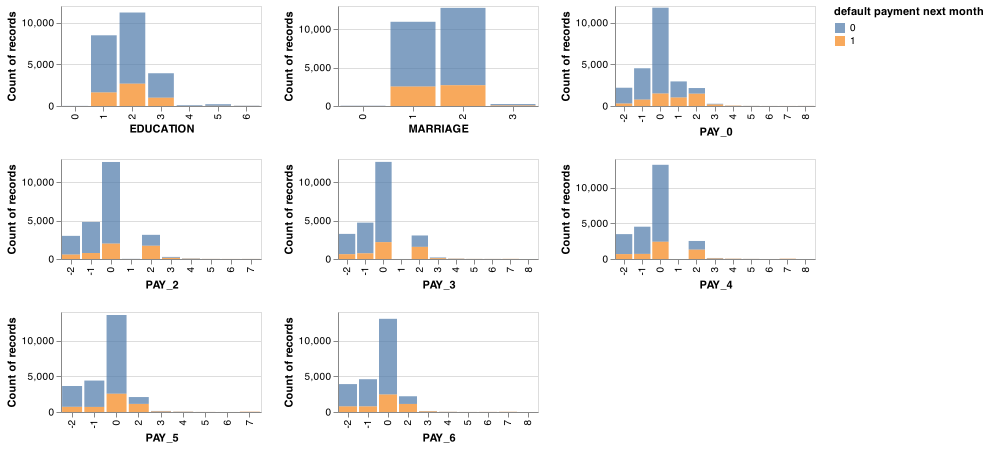 default payment next month
0
1
Count of records
10,000
5,000
0
0 1 2 3 4 5 6
EDUCATION
Count of records
10,000
5,000
0
0 1 2 3
MARRIAGE
Count of records
10,000
5,000
0
-2 -1 0 1 2 3 4 5 6 7 8
PAY_0
Count of records
10,000
5,000
0
-2 -1 0 1 2 3 4 5 6 7
PAY_2
Count of records
10,000
5,000
0
-2 -1 0 1 2 3 4 5 6 7 8
PAY_3
Count of records
10,000
5,000
0
-2 -1 0 1 2 3 4 5 6 7 8
PAY_4
Count of records
10,000
5,000
0
-2 -1 0 2 3 4 5 6 7
PAY_5
Count of records
10,000
5,000
0
-2 -1 0 2 3 4 5 6 7 8
PAY_6